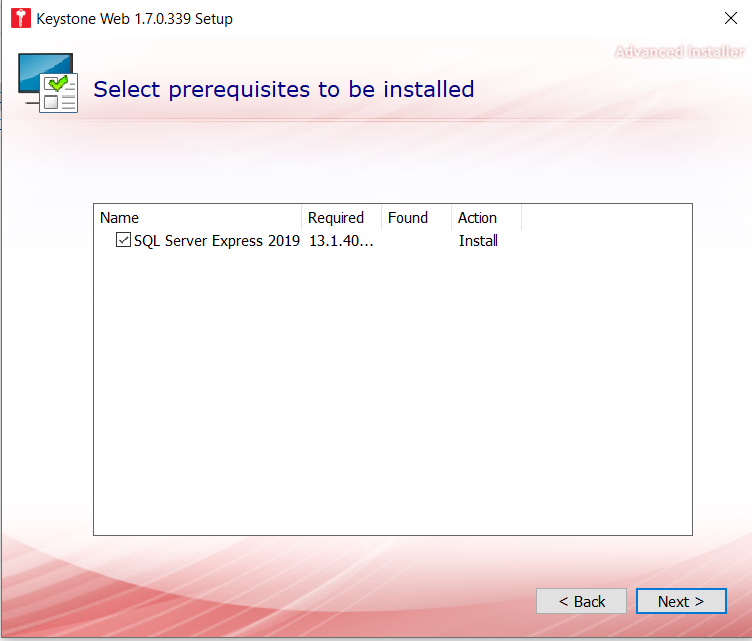 Keystone Web 1.7.0.339 Setup
Advanced Installer
Select prerequisites to be installed
Name Required Found Action
SQL Server Express 2019 13.1.40... Install
< Back Next >